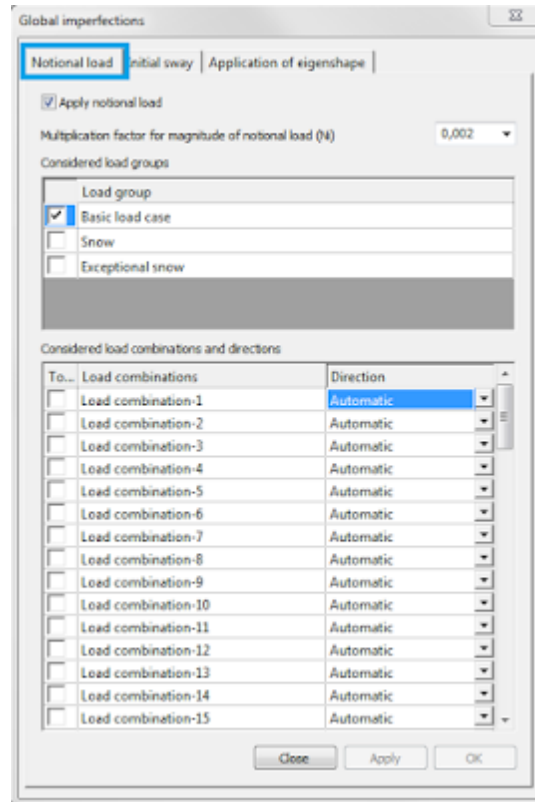 Global imperfections
Notional load Initial sway Application of eigenshape
Apply notional load
Multiplication factor for magnitude of notional load (Ni) 0,002
Considered load groups
Load group
Basic load case
Snow
Exceptional snow
Considered load combinations and directions
To... Load combinations Direction
Load combination-1 Automatic
Load combination-2 Automatic
Load combination-3 Automatic
Load combination-4 Automatic
Load combination-5 Automatic
Load combination-6 Automatic
Load combination-7 Automatic
Load combination-8 Automatic
Load combination-9 Automatic
Load combination-10 Automatic
Load combination-11 Automatic
Load combination-12 Automatic
Load combination-13 Automatic
Load combination-14 Automatic
Load combination-15 Automatic
Close Apply OK